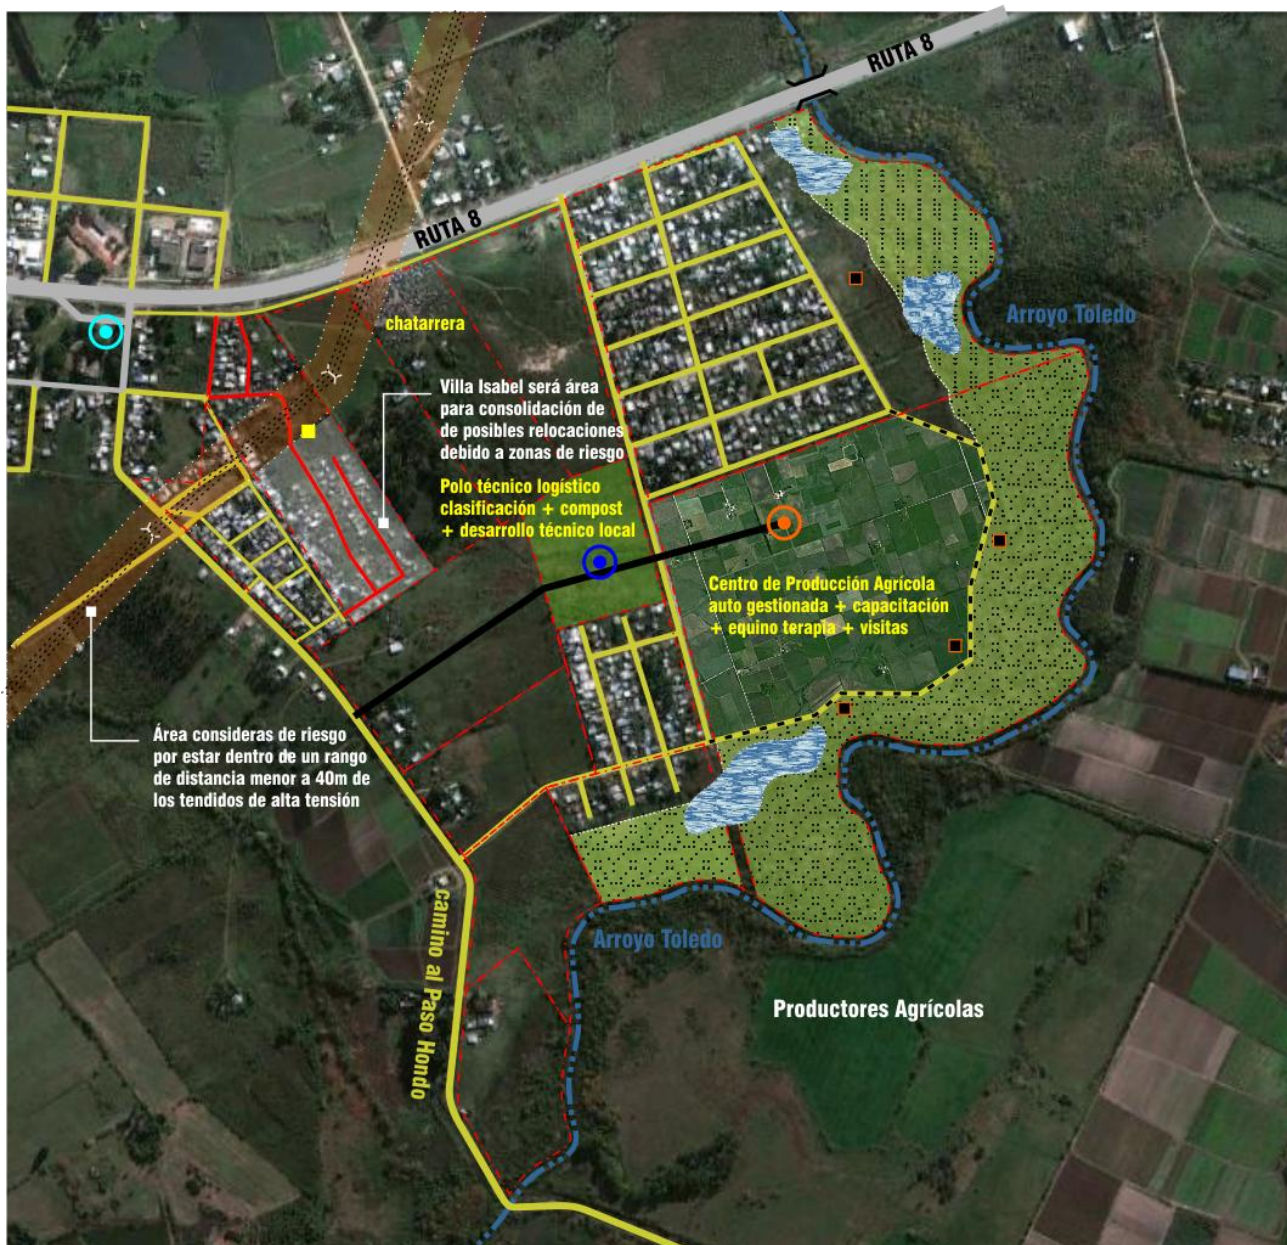 RUTA 8
RUTA 8
Arroyo Toledo
chatarrera
Villa Isabel será área
para consolidación de
de posibles relocaciones
debido a zonas de riesgo
Polo técnico logístico
clasificación + compost
+ desarrollo técnico local
Centro de Producción Agrícola
auto gestionada + capacitación
+ equino terapia + visitas
Área consideras de riesgo
por estar dentro de un rango
de distancia menor a 40m de
los tendidos de alta tensión
camino al Paso Hondo
Arroyo Toledo
Productores Agrícolas